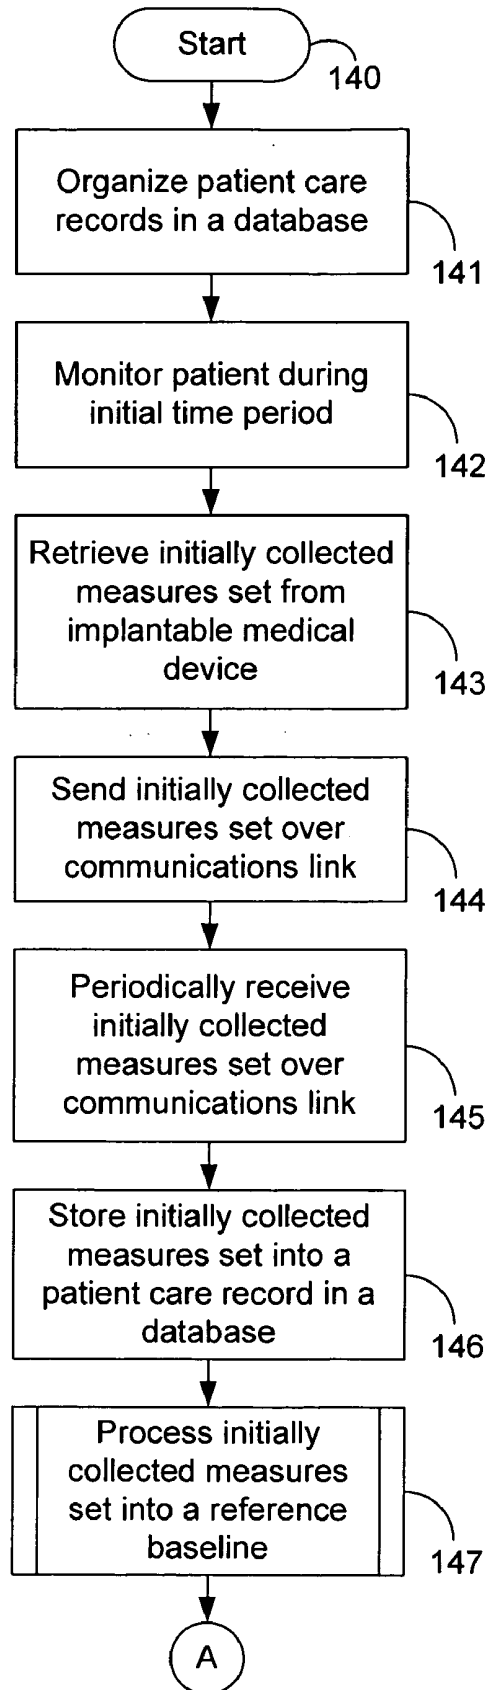 Start
140
Organize patient care
records in a database
141
Monitor patient during
initial time period
142
Retrieve initially collected
measures set from
implantable medical
device
143
Send initially collected
measures set over
communications link
144
Periodically receive
initially collected
measures set over
communications link
145
Store initially collected
measures set into a
patient care record in a
database
146
Process initially
collected measures
set into a reference
baseline
147
A